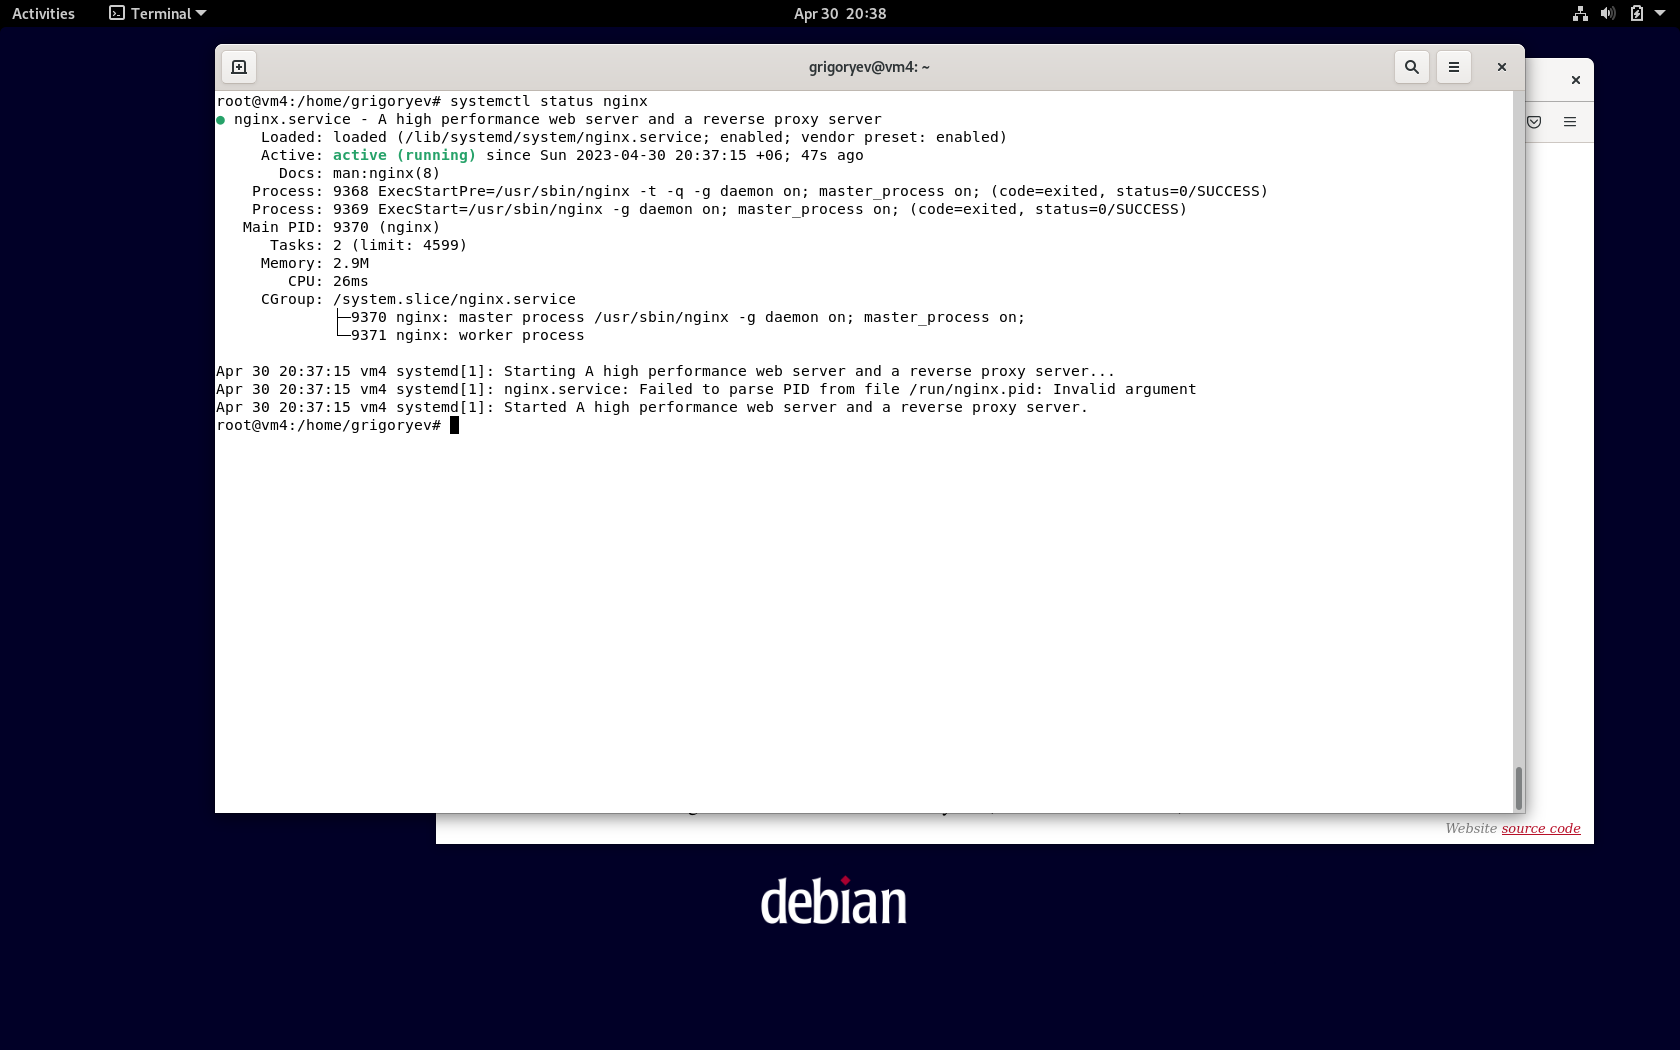 Activities Terminal Apr 30 20:38
grigoryev@vm4: ~
root@vm4:/home/grigoryev# systemctl status nginx
● nginx.service - A high performance web server and a reverse proxy server
     Loaded: loaded (/lib/systemd/system/nginx.service; enabled; vendor preset: enabled)
     Active: active (running) since Sun 2023-04-30 20:37:15 +06; 47s ago
       Docs: man:nginx(8)
    Process: 9368 ExecStartPre=/usr/sbin/nginx -t -q -g daemon on; master_process on; (code=exited, status=0/SUCCESS)
    Process: 9369 ExecStart=/usr/sbin/nginx -g daemon on; master_process on; (code=exited, status=0/SUCCESS)
   Main PID: 9370 (nginx)
      Tasks: 2 (limit: 4599)
     Memory: 2.9M
        CPU: 26ms
     CGroup: /system.slice/nginx.service
             ├─9370 nginx: master process /usr/sbin/nginx -g daemon on; master_process on;
             └─9371 nginx: worker process
Apr 30 20:37:15 vm4 systemd[1]: Starting A high performance web server and a reverse proxy server...
Apr 30 20:37:15 vm4 systemd[1]: nginx.service: Failed to parse PID from file /run/nginx.pid: Invalid argument
Apr 30 20:37:15 vm4 systemd[1]: Started A high performance web server and a reverse proxy server.
root@vm4:/home/grigoryev#
Website source code
debian